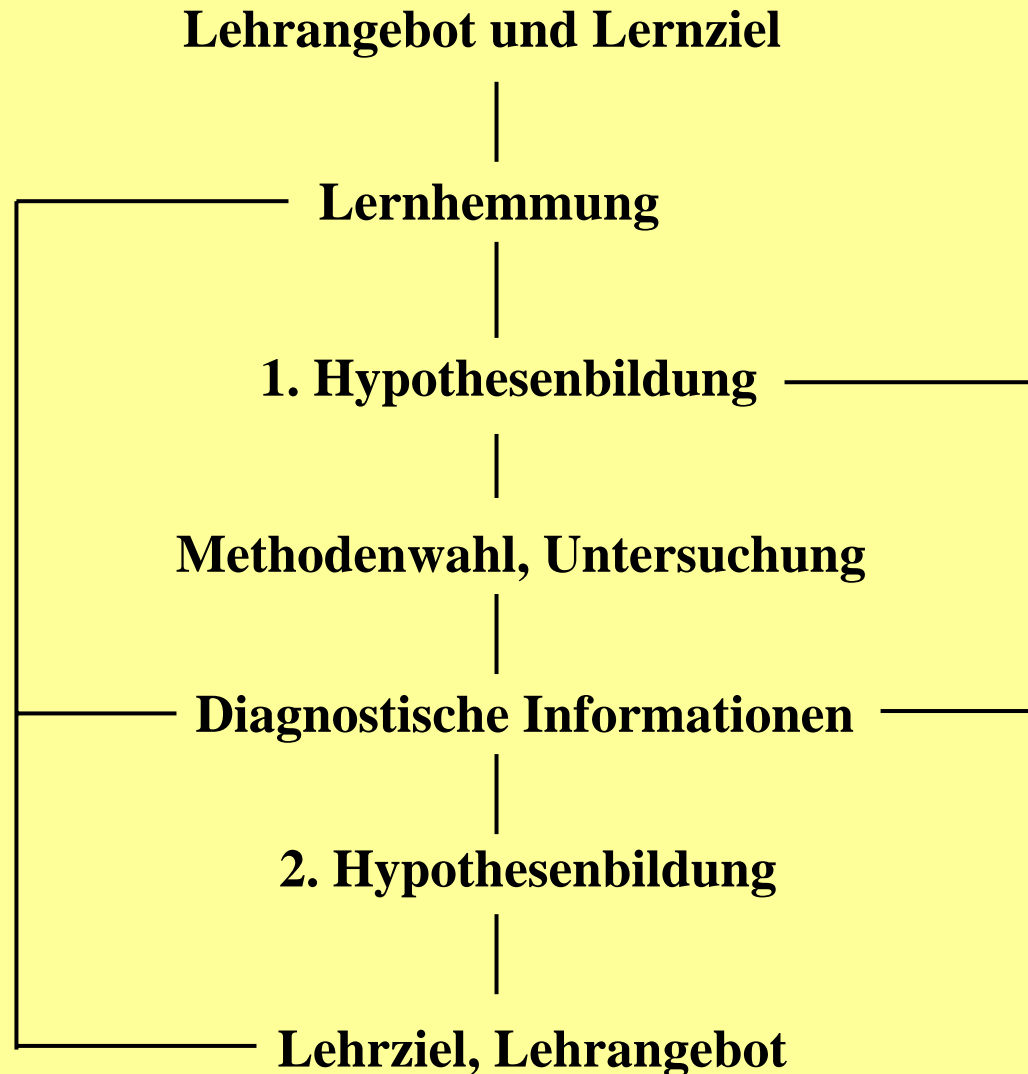 Lehrangebot und Lernziel
Lernhemmung
1. Hypothesenbildung
Methodenwahl, Untersuchung
Diagnostische Informationen
2. Hypothesenbildung
Lehrziel, Lehrangebot